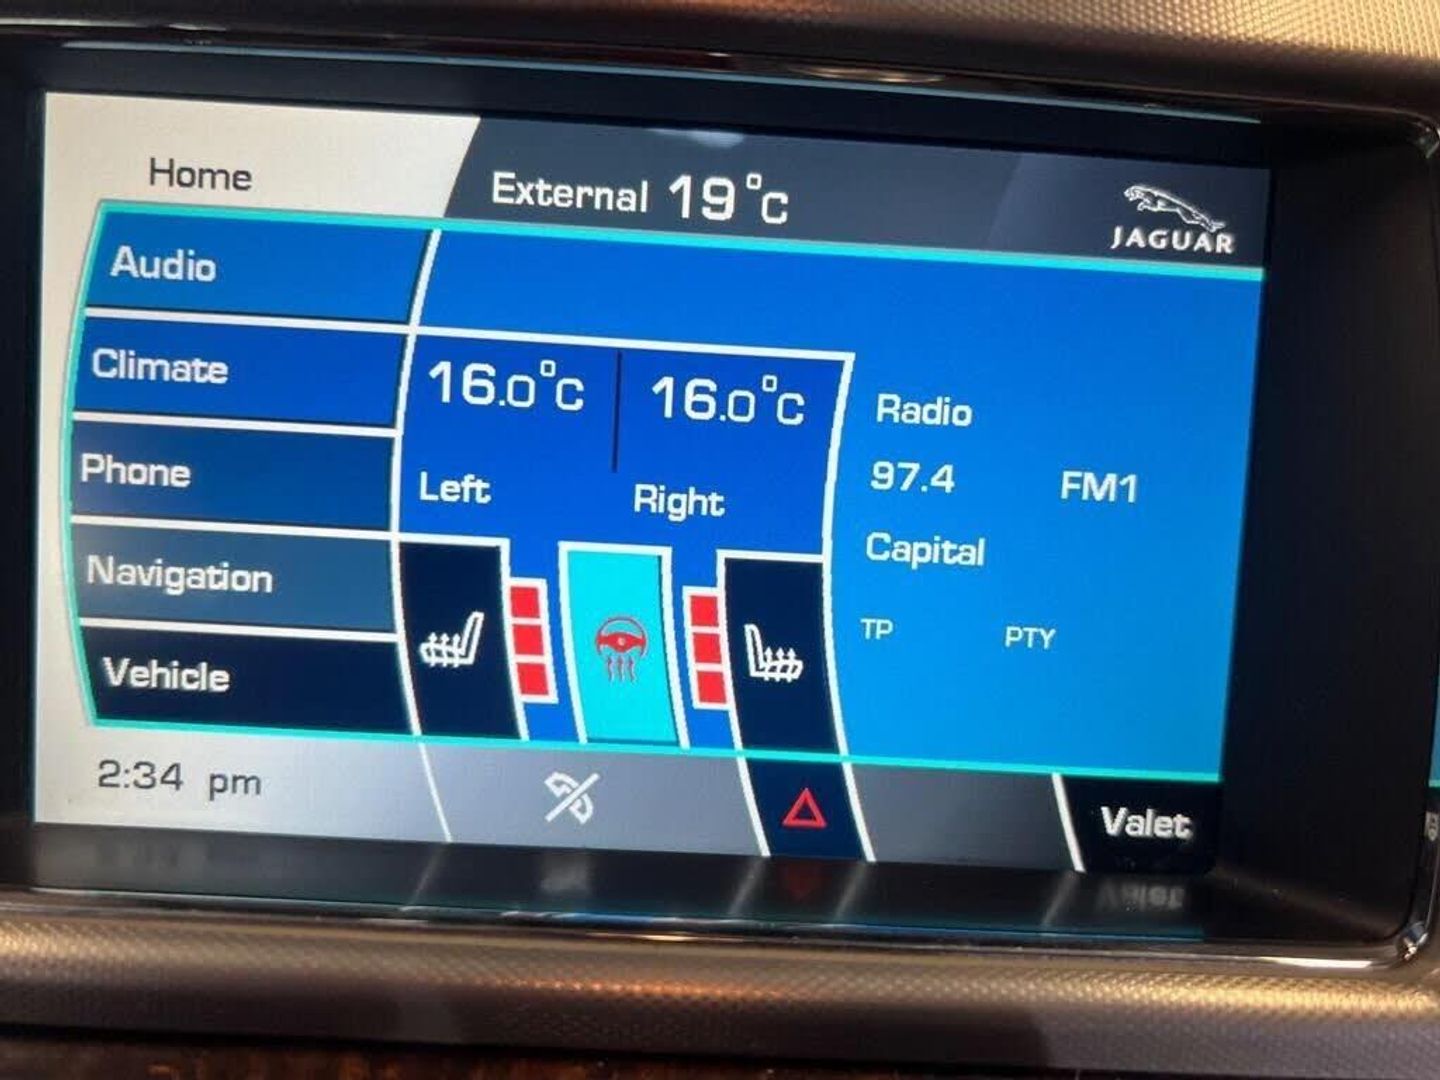 Home
External 19°C
JAGUAR
Audio
Climate
Phone
Navigation
Vehicle
16.0°C
16.0°C
Left
Right
Radio
97.4 FM1
Capital
TP PTY
2:34 pm
Valet